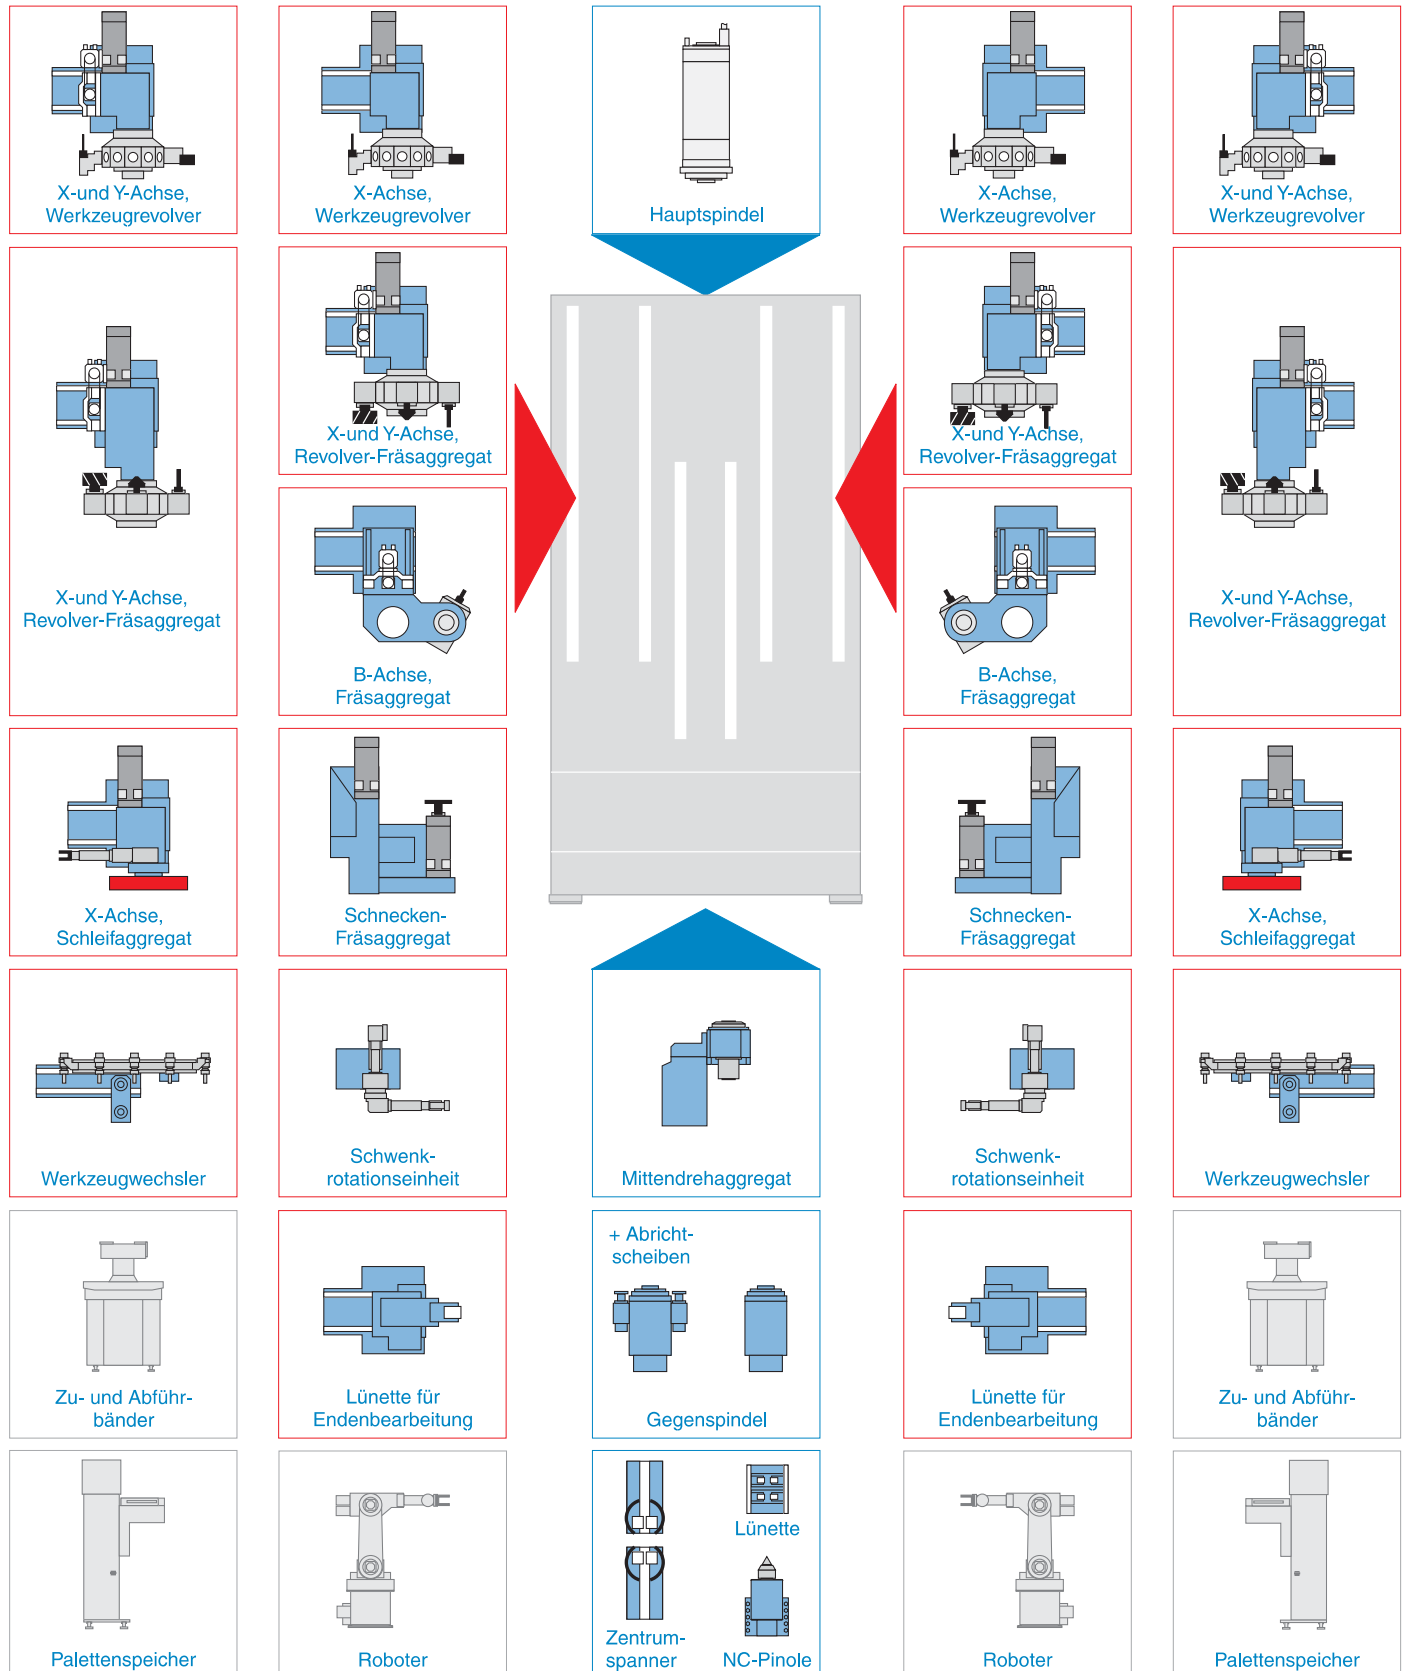 X-und Y-Achse,
Werkzeugrevolver
X-Achse,
Werkzeugrevolver
Hauptspindel
X-Achse,
Werkzeugrevolver
X-und Y-Achse,
Werkzeugrevolver
X-und Y-Achse,
Revolver-Fräsaggregat
X-und Y-Achse,
Revolver-Fräsaggregat
X-und Y-Achse,
Revolver-Fräsaggregat
X-und Y-Achse,
Revolver-Fräsaggregat
B-Achse,
Fräsaggregat
B-Achse,
Fräsaggregat
X-Achse,
Schleifaggregat
Schnecken-
Fräsaggregat
Schnecken-
Fräsaggregat
X-Achse,
Schleifaggregat
Werkzeugwechsler
Schwenk-
rotationseinheit
Mittendrehaggregat
Schwenk-
rotationseinheit
Werkzeugwechsler
Zu- und Abführ-
bänder
Lünette für
Endenbearbeitung
+ Abricht-
scheiben
Gegenspindel
Lünette für
Endenbearbeitung
Zu- und Abführ-
bänder
Palettenspeicher
Roboter
Lünette
Zentrum-
spanner
NC-Pinole
Roboter
Palettenspeicher